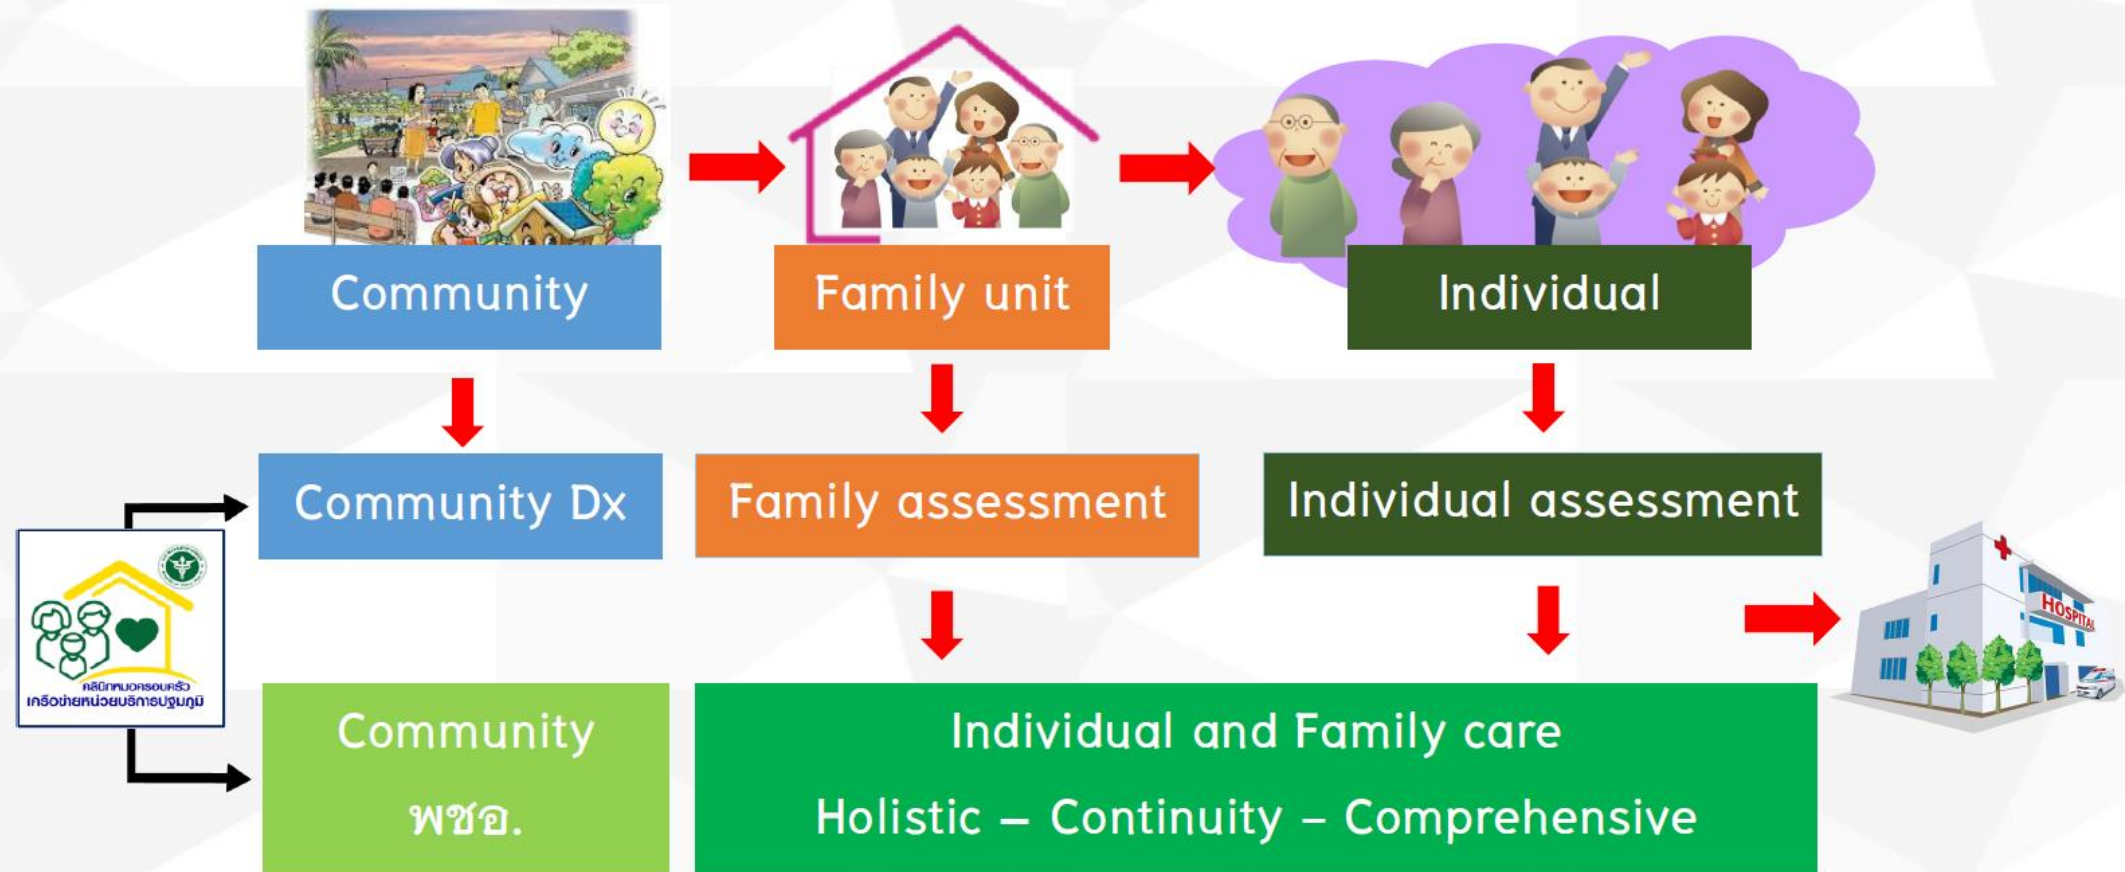 Community
Family unit
Individual
Community Dx
Family assessment
Individual assessment
HOSPITAL
คลินิกหมอครอบครัว
เครือข่ายหน่วยบริการปฐมภูมิ
Community
พชอ.
Individual and Family care
Holistic – Continuity – Comprehensive